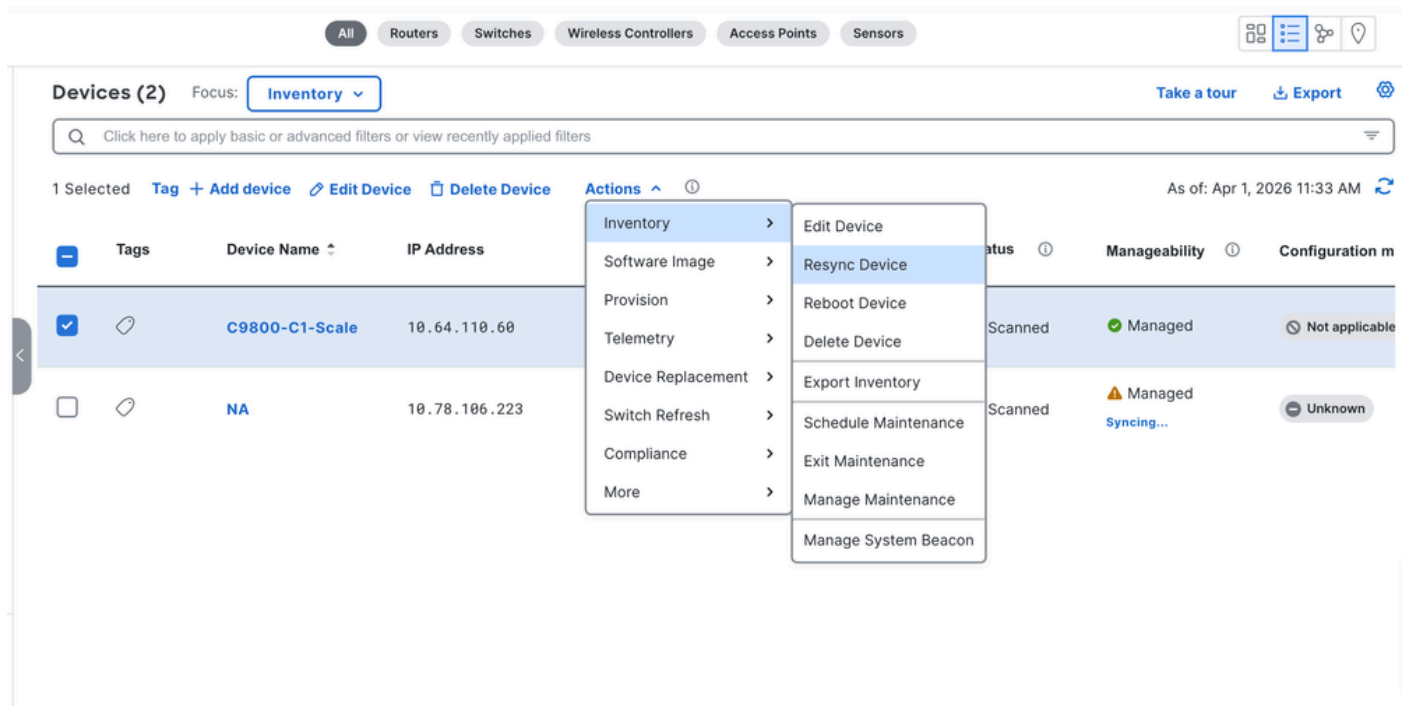 All Routers Switches Wireless Controllers Access Points Sensors
Devices (2) Focus: Inventory Take a tour Export
Click here to apply basic or advanced filters or view recently applied filters
1 Selected Tag + Add device Edit Device Delete Device Actions As of: Apr 1, 2026 11:33 AM
Tags Device Name IP Address atus Manageability Configuration m
C9800-C1-Scale 10.64.110.60 Scanned Managed Not applicable
NA 10.78.106.223 Scanned Managed Unknown
Syncing...
Inventory
Software Image
Provision
Telemetry
Device Replacement
Switch Refresh
Compliance
More
Edit Device
Resync Device
Reboot Device
Delete Device
Export Inventory
Schedule Maintenance
Exit Maintenance
Manage Maintenance
Manage System Beacon